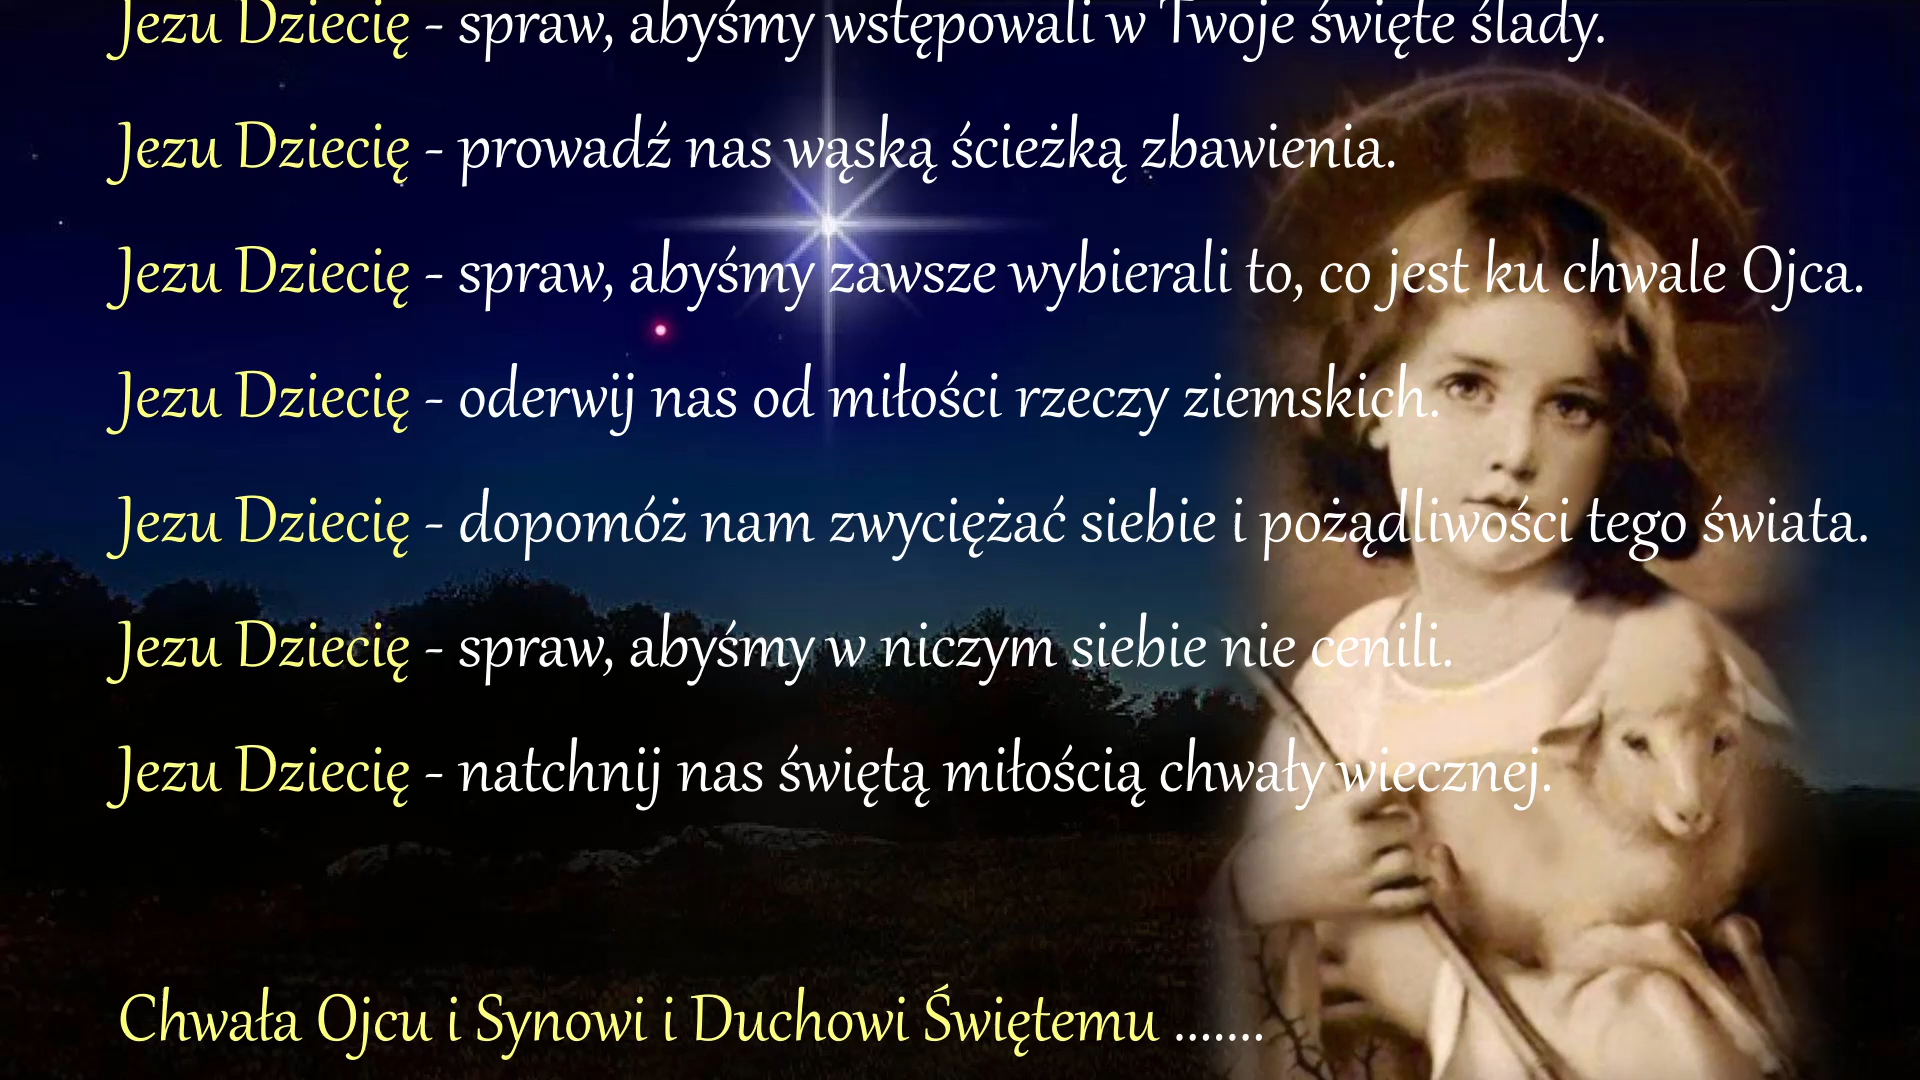 Jezu Dziecię - spraw, abyśmy wstępowali w Twoje święte ślady.
Jezu Dziecię - prowadź nas wąską ścieżką zbawienia.
Jezu Dziecię - spraw, abyśmy zawsze wybierali to, co jest ku chwale Ojca.
Jezu Dziecię - oderwij nas od miłości rzeczy ziemskich.
Jezu Dziecię - dopomóż nam zwyciężać siebie i pożądliwości tego świata.
Jezu Dziecię - spraw, abyśmy w niczym siebie nie cenili.
Jezu Dziecię - natchnij nas świętą miłością chwały wiecznej.
Chwała Ojcu i Synowi i Duchowi Świętemu .......